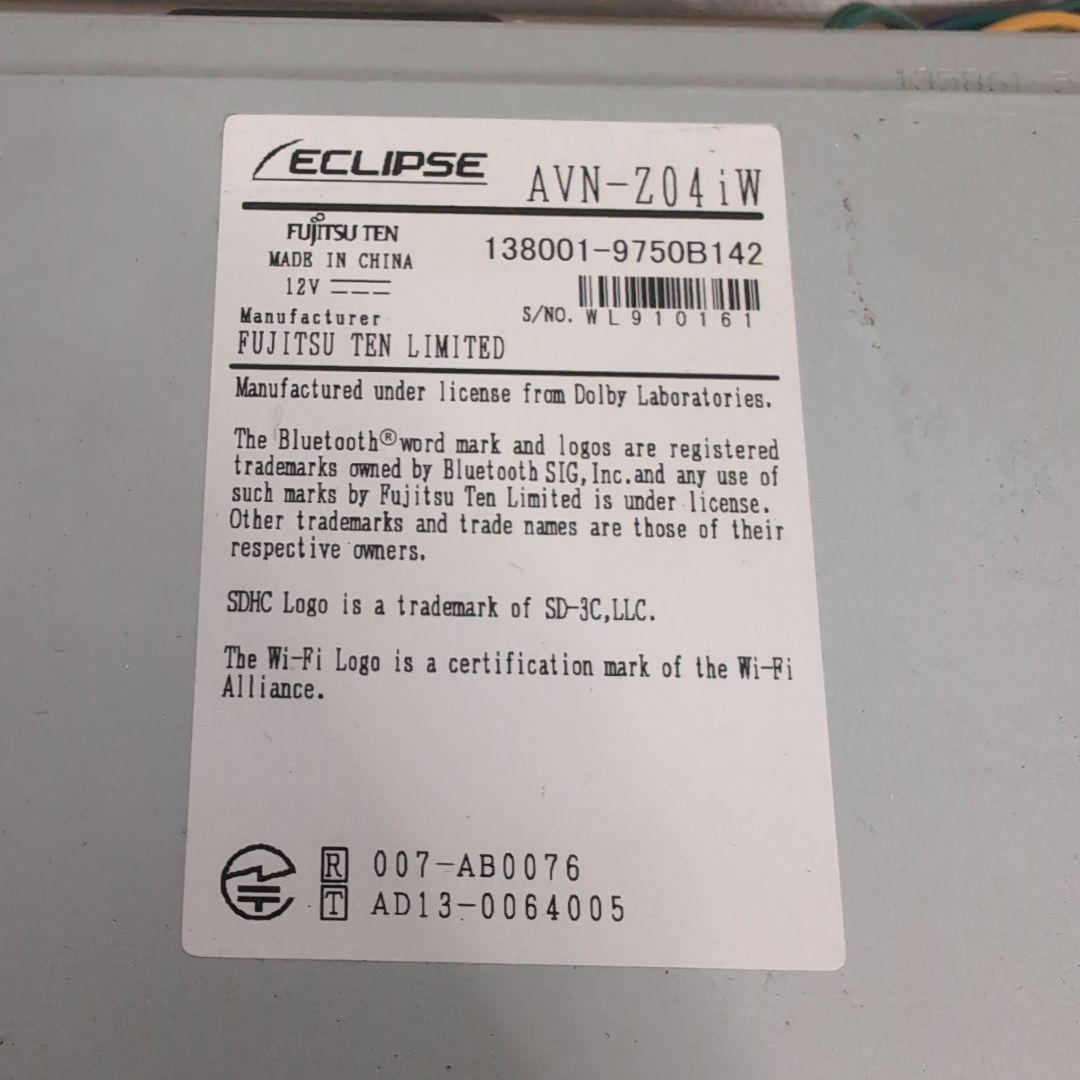 ECLIPSE AVN-Z04iW
FUJITSU TEN
138001-9750B142
MADE IN CHINA
12V
S/NO. WL910161
Manufacturer
FUJITSU TEN LIMITED
Manufactured under license from Dolby Laboratories.
The Bluetooth® word mark and logos are registered
trademarks owned by Bluetooth SIG, Inc. and any use of
such marks by Fujitsu Ten Limited is under license.
Other trademarks and trade names are those of their
respective owners.
SDHC Logo is a trademark of SD-3C, LLC.
The Wi-Fi Logo is a certification mark of the Wi-Fi
Alliance.
R 007-AB0076
T AD13-0064005